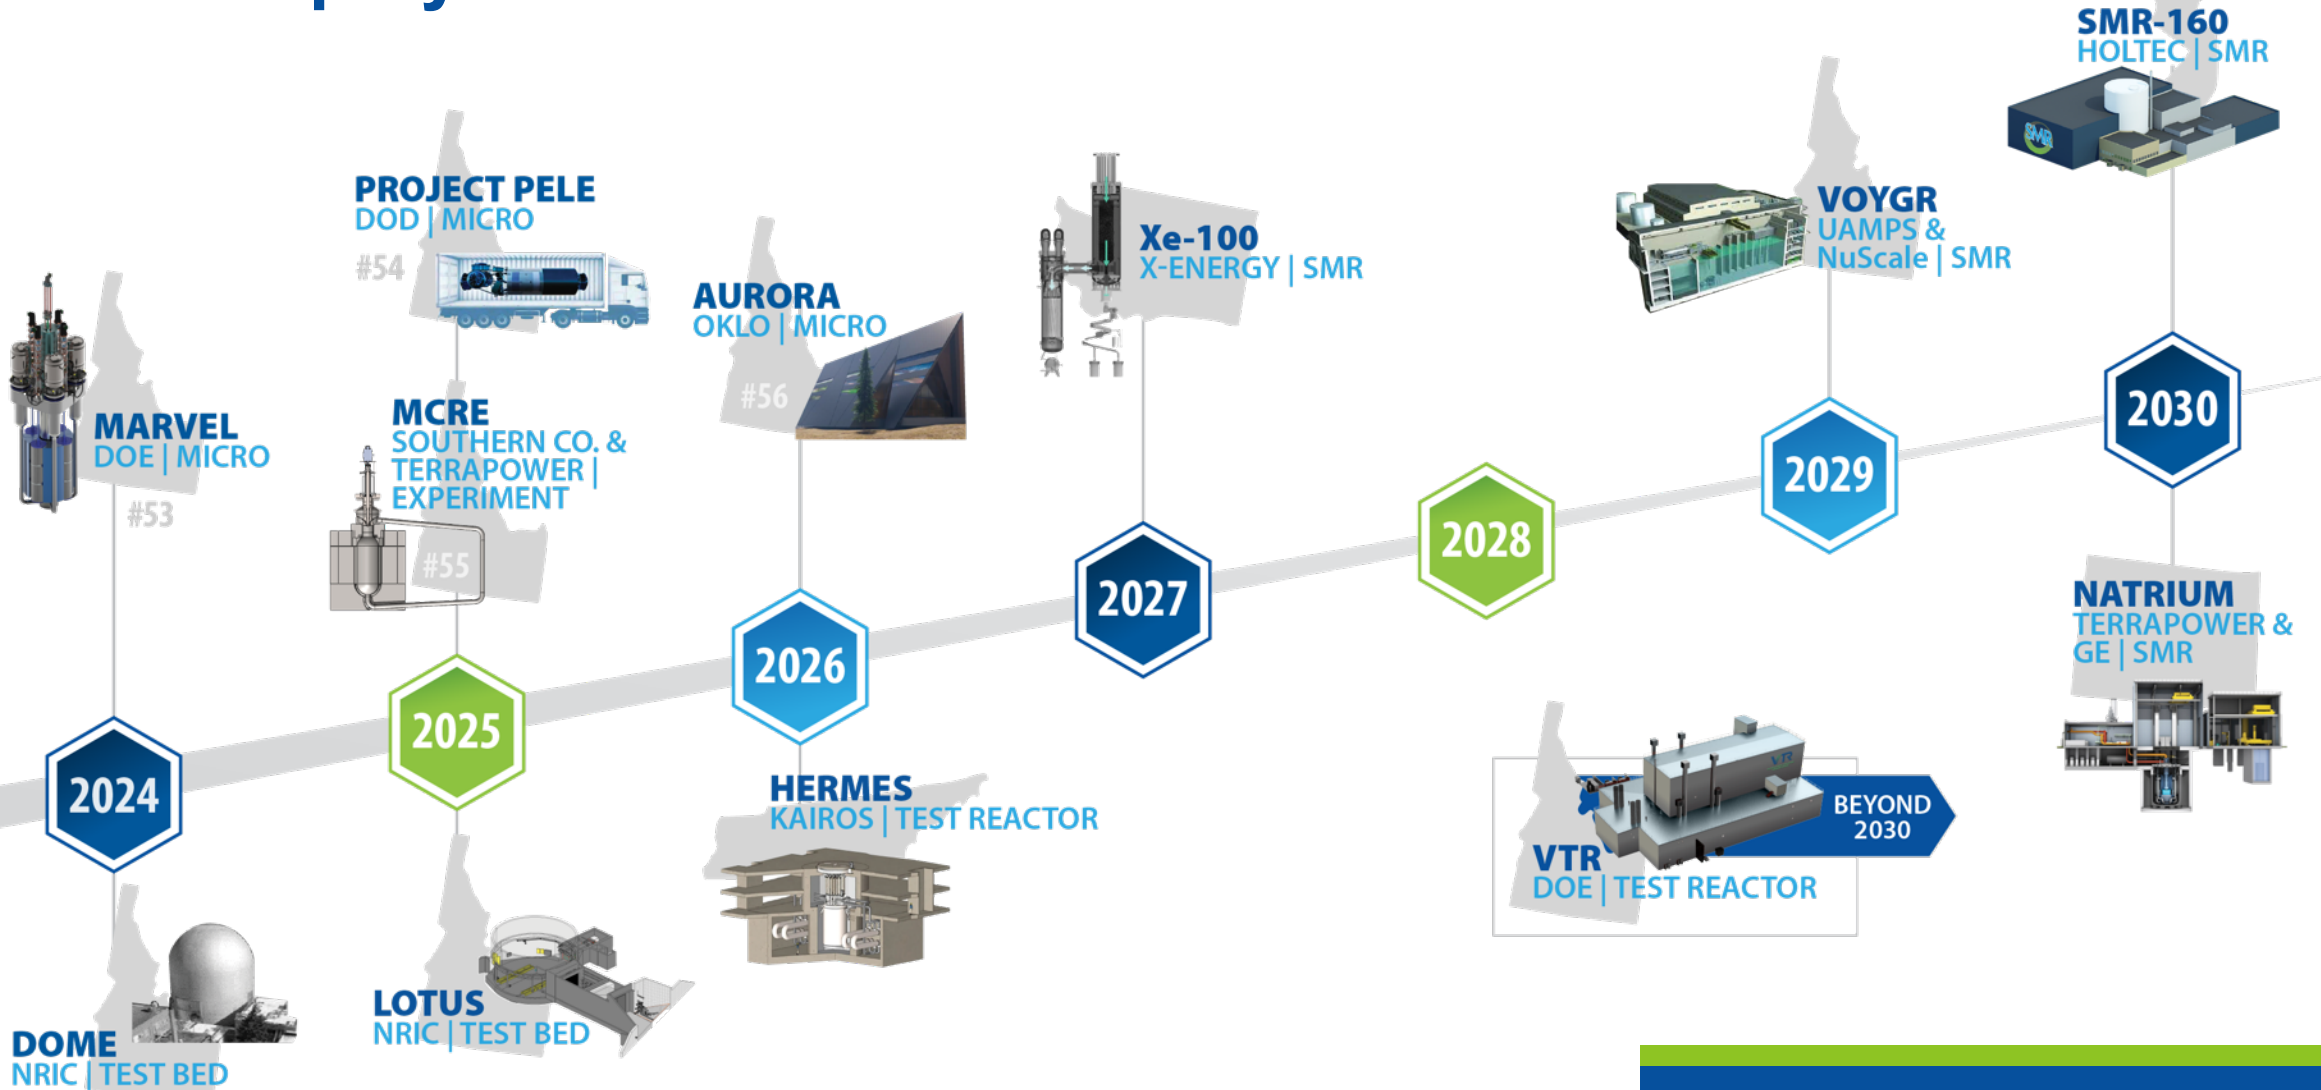 SMR-160
HOLTEC | SMR
SMR
PROJECT PELE
DOD | MICRO
#54
VOYGR
UAMPS &
NuScale | SMR
Xe-100
X-ENERGY | SMR
AURORA
OKLO | MICRO
#56
MARVEL
DOE | MICRO
#53
MCRE
SOUTHERN CO. &
TERRAPOWER |
EXPERIMENT
#55
2024
2025
2026
2027
2028
2029
2030
NATRIUM
TERRAPOWER &
GE | SMR
HERMES
KAIROS | TEST REACTOR
VTR
BEYOND
2030
VTR
DOE | TEST REACTOR
LOTUS
NRIC | TEST BED
DOME
NRIC | TEST BED